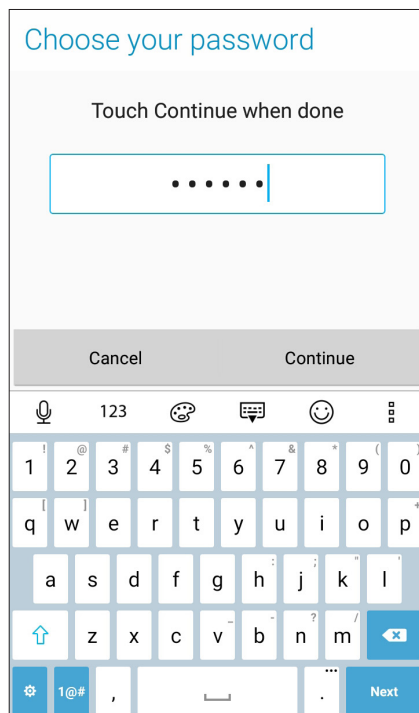 Choose your password
Touch Continue when done
••••••
Cancel Continue
123
! @ # $ % ^ & * ( )
1 2 3 4 5 6 7 8 9 0
[ ] +
q w e r t y u i o p
: ; " '
a s d f g h j k l
_ - ? /
z x c v b n m
1@# , . Next